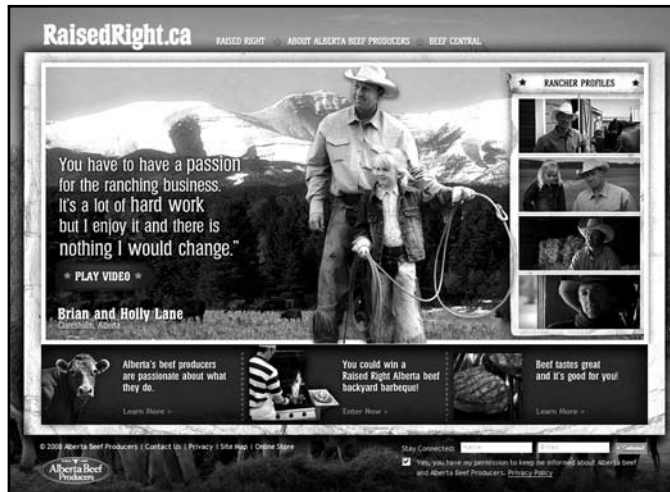 RaisedRight.ca
RAISED RIGHT
ABOUT ALBERTA BEEF PRODUCERS
BEEF CENTRAL
You have to have a passion
for the ranching business.
It's a lot of hard work
but I enjoy it and there is
nothing I would change."
★ PLAY VIDEO ★
Brian and Holly Lane
Claresholm, Alberta
★ RANCHER PROFILES ★
Alberta's beef producers
are passionate about what
they do.
Learn More >
You could win a
Raised Right Alberta beef
backyard barbeque!
Enter Now >
Beef tastes great
and it's good for you!
Learn More >
© 2008 Alberta Beef Producers | Contact Us | Privacy | Site Map | Online Store
Alberta Beef
Producers
Stay Connected:
Yes, you have my permission to keep me informed about Alberta beef
and Alberta Beef Producers. Privacy Policy